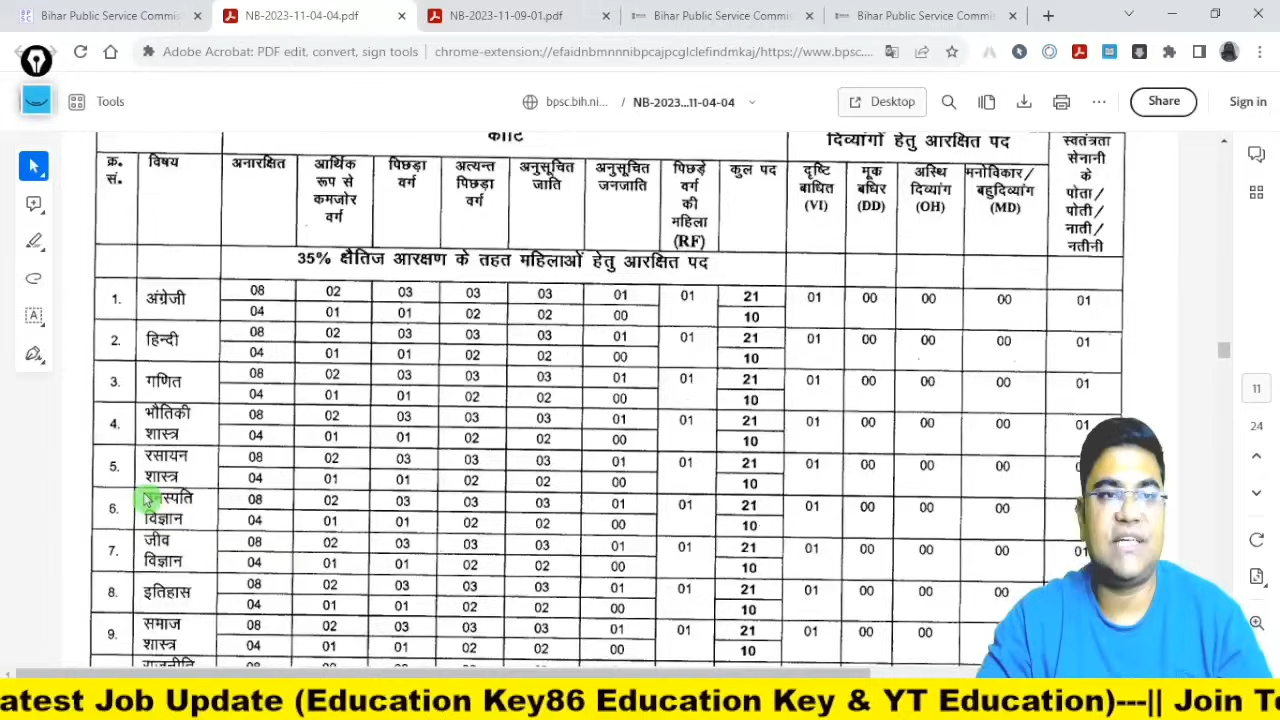 Bihar Public Service Commis
NB-2023-11-04-04.pdf
NB-2023-11-09-01.pdf
Bihar Public Service Commis
Bihar Public Service Commis
Adobe Acrobat: PDF edit, convert, sign tools
chrome-extension://efaidnbmnnnibpcajpcglclefindmkaj/https://www.bpsc....
Tools
bpsc.bih.ni... / NB-2023...11-04-04
Desktop
Share
Sign in
कोटि
दिव्यांगों हेतु आरक्षित पद
स्वतंत्रता सेनानी के पोता/ पोती/ नाती/ नतीनी
क्र. सं.
विषय
अनारक्षित
आर्थिक रूप से कमजोर वर्ग
पिछड़ा वर्ग
अत्यन्त पिछड़ा वर्ग
अनुसूचित जाति
अनुसूचित जनजाति
पिछड़े वर्ग की महिला (RF)
कुल पद
दृष्टि बाधित (VI)
मूक बधिर (DD)
अस्थि दिव्यांग (OH)
मनोविकार/ बहुदिव्यांग (MD)
35% क्षैतिज आरक्षण के तहत महिलाओं हेतु आरक्षित पद
1. अंग्रेजी 08 02 03 03 03 01 01 21 01 00 00 00 01
04 01 01 02 02 00 10
2. हिन्दी 08 02 03 03 03 01 01 21 01 00 00 00 01
04 01 01 02 02 00 10
3. गणित 08 02 03 03 03 01 01 21 01 00 00 00 01
04 01 01 02 02 00 10
4. भौतिकी शास्त्र 08 02 03 03 03 01 01 21 01 00 00 00 01
04 01 01 02 02 00 10
5. रसायन शास्त्र 08 02 03 03 03 01 01 21 01 00 00 00
04 01 01 02 02 00 10
6. विज्ञान 08 02 03 03 03 01 01 21 01 00 00 00
04 01 01 02 02 00 10
7. जीव विज्ञान 08 02 03 03 03 01 01 21 01 00 00 00 01
04 01 01 02 02 00 10
8. इतिहास 08 02 03 03 03 01 01 21 01 00 00 00
04 01 01 02 02 00 10
9. समाज शास्त्र 08 02 03 03 03 01 01 21 01 00 00
04 01 01 02 02 00 10
राजनीति
11
24
atest Job Update (Education Key86 Education Key & YT Education)---|| Join T